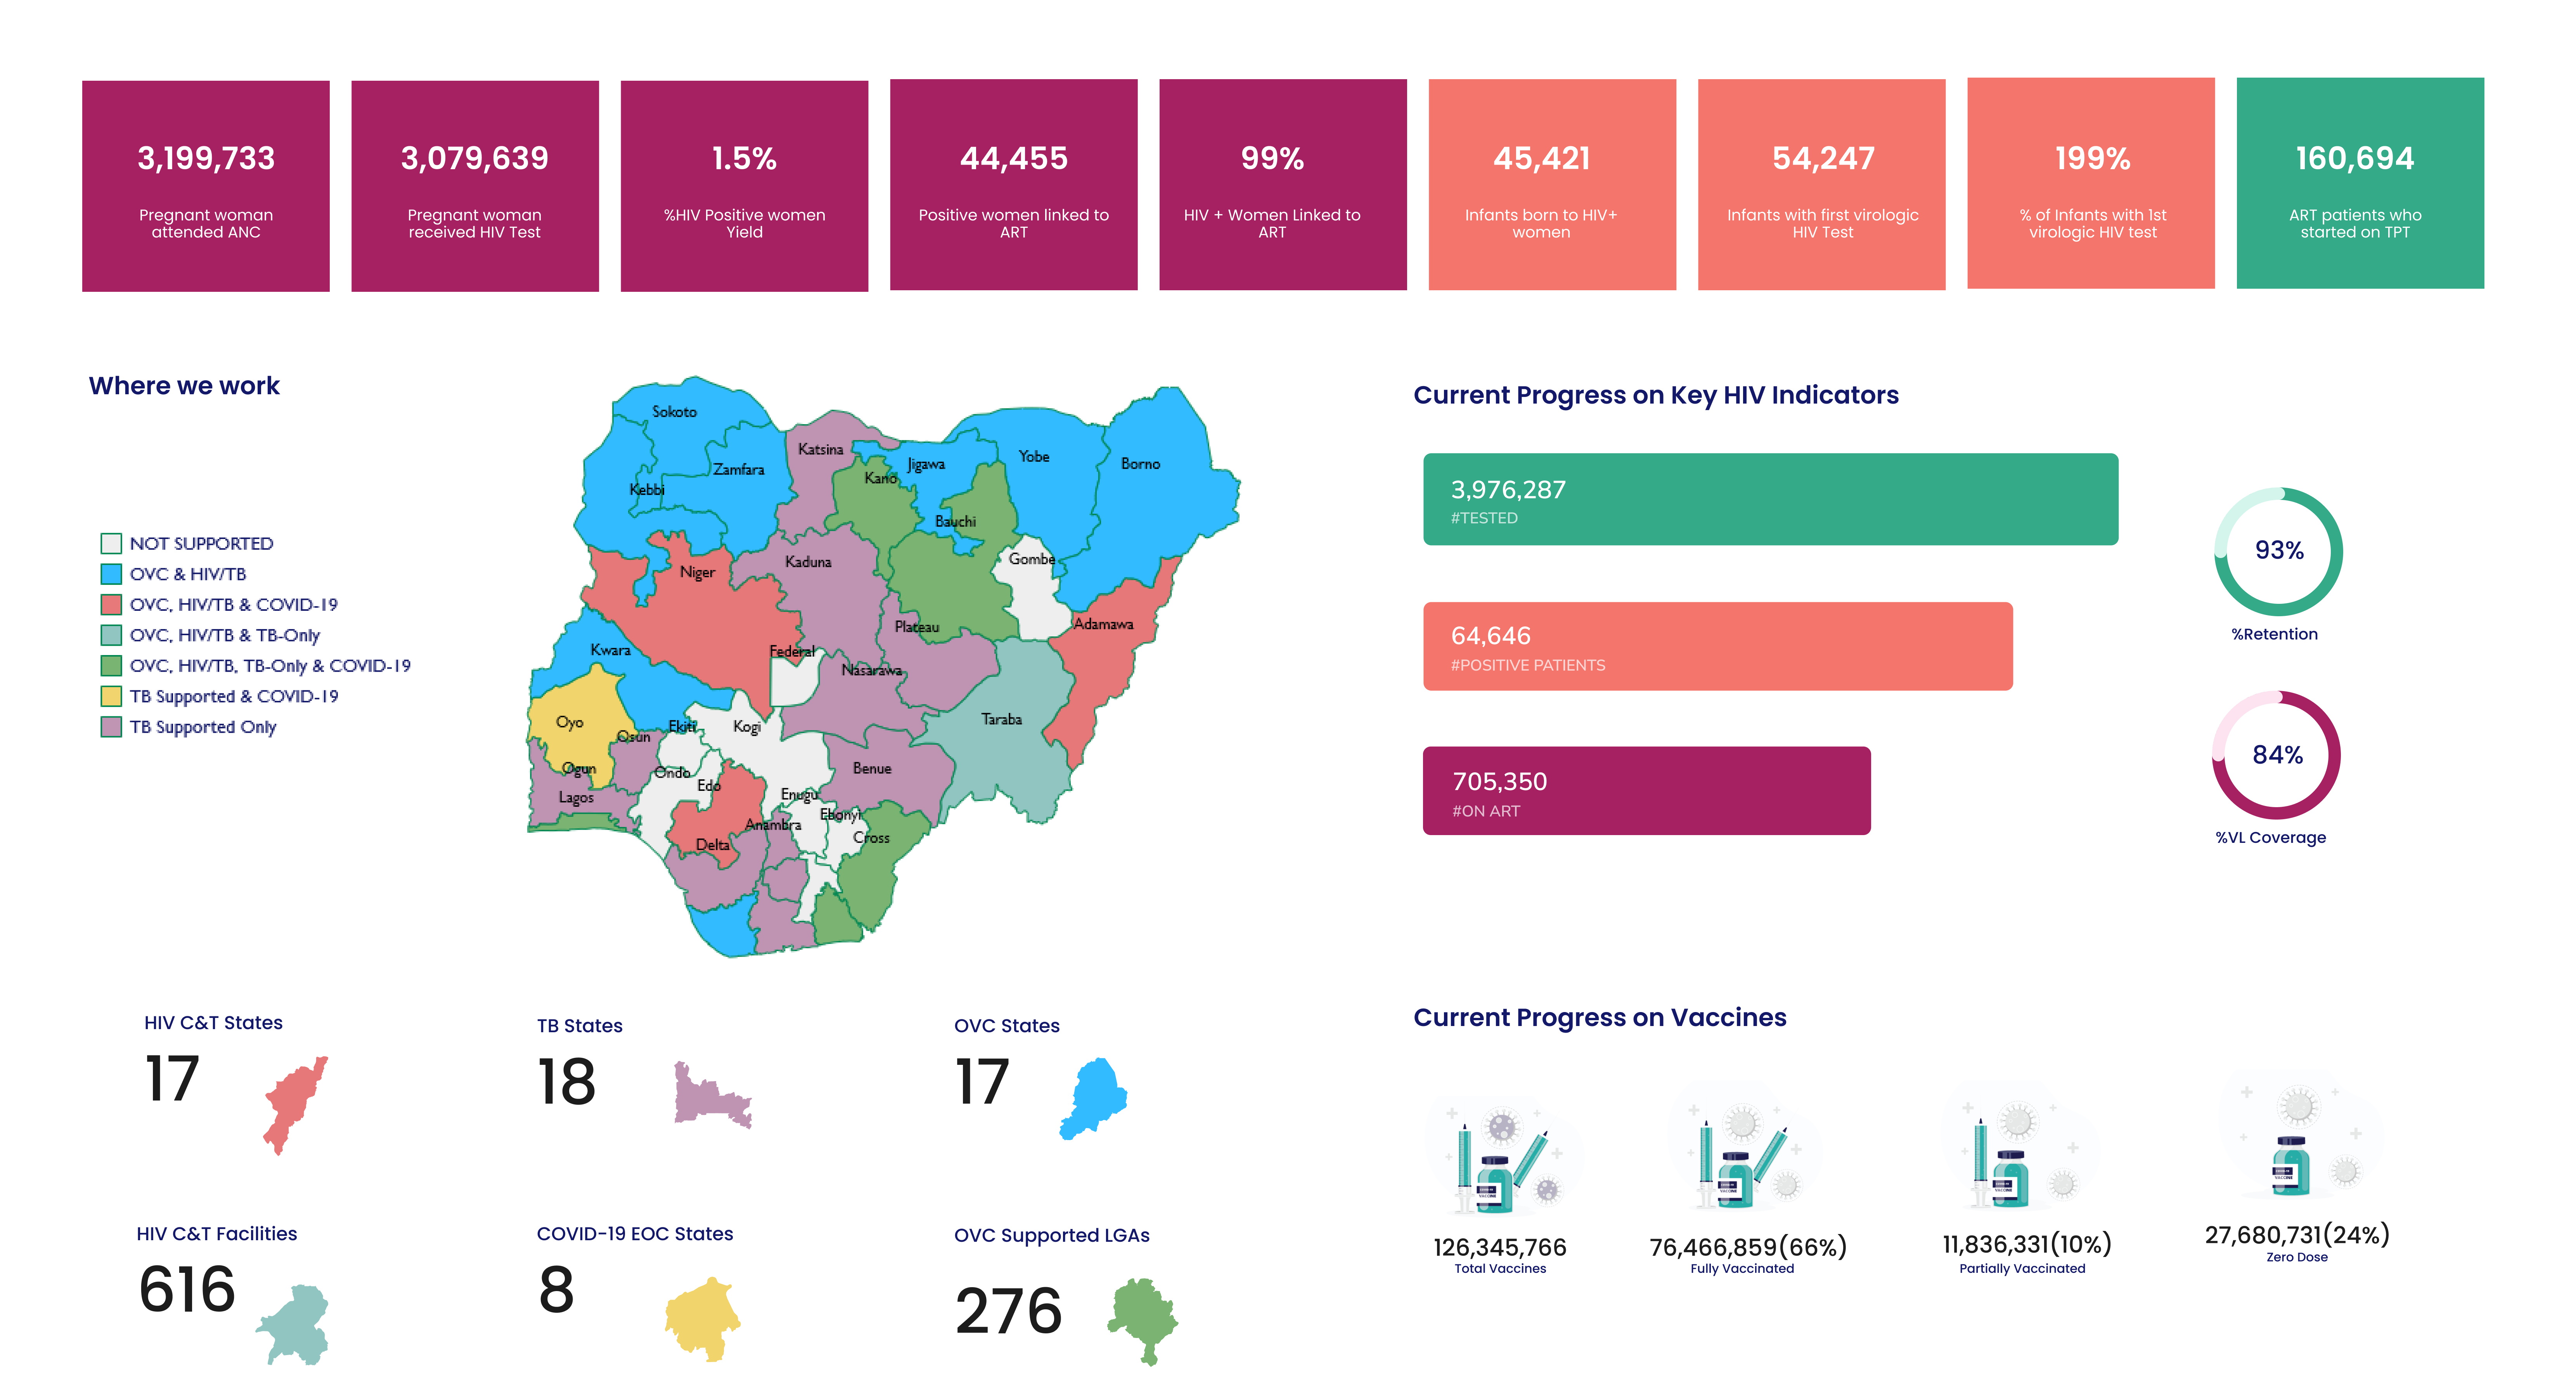 3,199,733
Pregnant woman
attended ANC
3,079,639
Pregnant woman
received HIV Test
1.5%
%HIV Positive women
Yield
44,455
Positive women linked to
ART
99%
HIV + Women Linked to
ART
45,421
Infants born to HIV+
women
54,247
Infants with first virologic
HIV Test
199%
% of Infants with 1st
virologic HIV test
160,694
ART patients who
started on TPT
Where we work
NOT SUPPORTED
OVC & HIV/TB
OVC, HIV/TB & COVID-19
OVC, HIV/TB & TB-Only
OVC, HIV/TB, TB-Only & COVID-19
TB Supported & COVID-19
TB Supported Only
Sokoto
Katsina
Jigawa
Yobe
Borno
Zamfara
Kano
Kebbi
Bauchi
Gombe
Kaduna
Niger
Plateau
Adamawa
Kwara
Federal
Nasarawa
Taraba
Oyo
Ekiti
Kogi
Osun
Ogun
Ondo
Benue
Edo
Lagos
Enugu
Ebonyi
Anambra
Cross
Delta
Current Progress on Key HIV Indicators
3,976,287
#TESTED
64,646
#POSITIVE PATIENTS
705,350
#ON ART
93%
%Retention
84%
%VL Coverage
HIV C&T States
17
TB States
18
OVC States
17
HIV C&T Facilities
616
COVID-19 EOC States
8
OVC Supported LGAs
276
Current Progress on Vaccines
VACCINE
126,345,766
Total Vaccines
VACCINE
76,466,859(66%)
Fully Vaccinated
VACCINE
11,836,331(10%)
Partially Vaccinated
VACCINE
27,680,731(24%)
Zero Dose